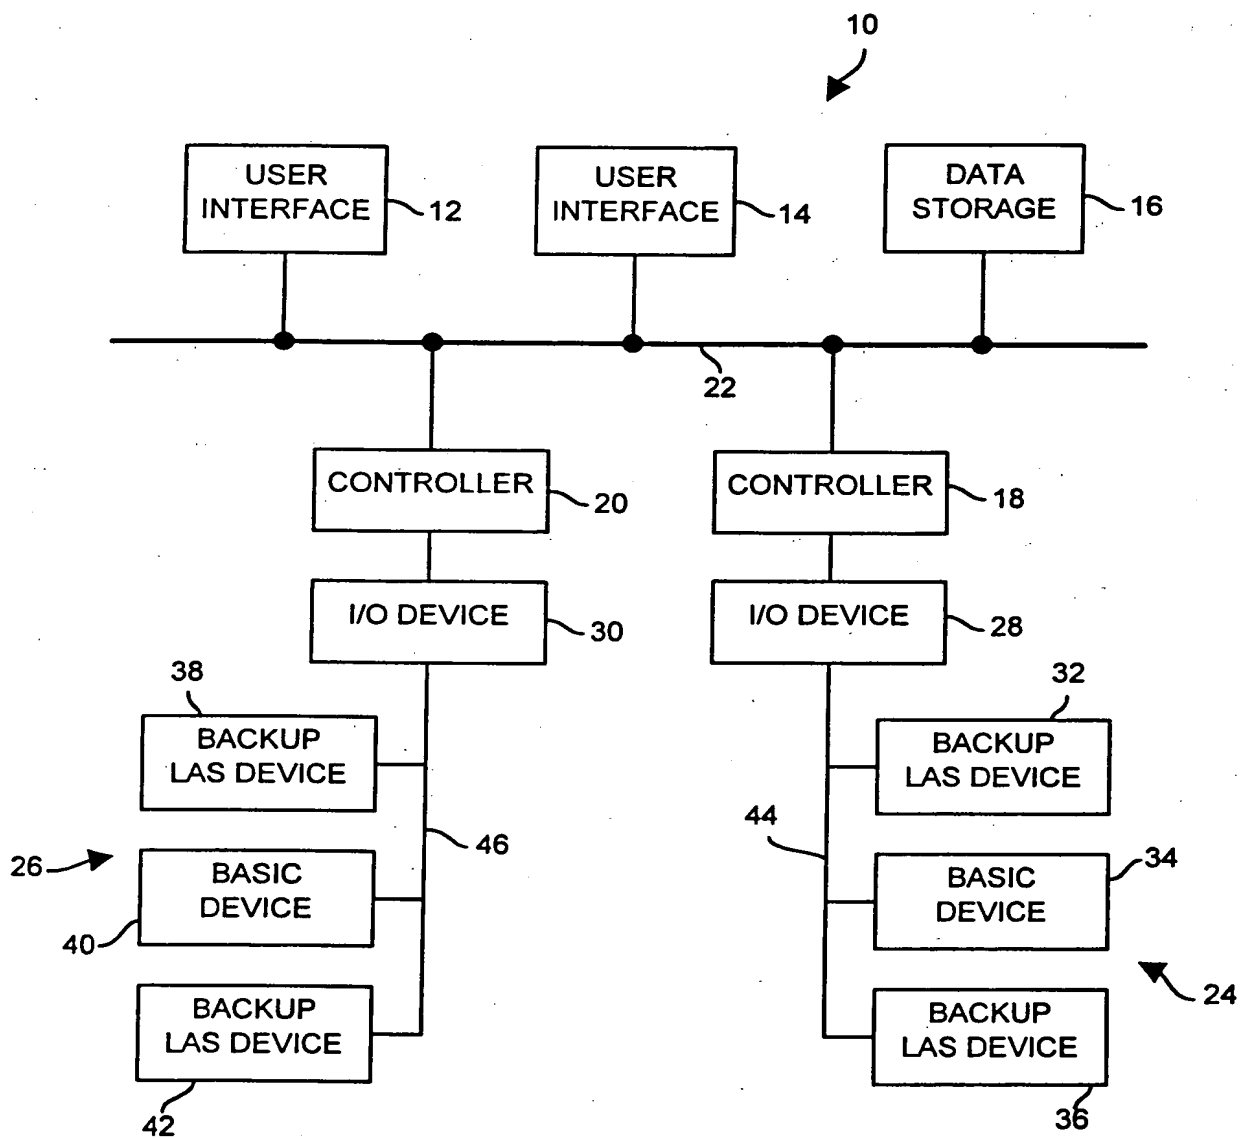 10
USER
INTERFACE
12
USER
INTERFACE
14
DATA
STORAGE
16
22
CONTROLLER
20
CONTROLLER
18
I/O DEVICE
30
I/O DEVICE
28
38
BACKUP
LAS DEVICE
32
BACKUP
LAS DEVICE
46
44
26
BASIC
DEVICE
40
BASIC
DEVICE
34
24
BACKUP
LAS DEVICE
42
BACKUP
LAS DEVICE
36